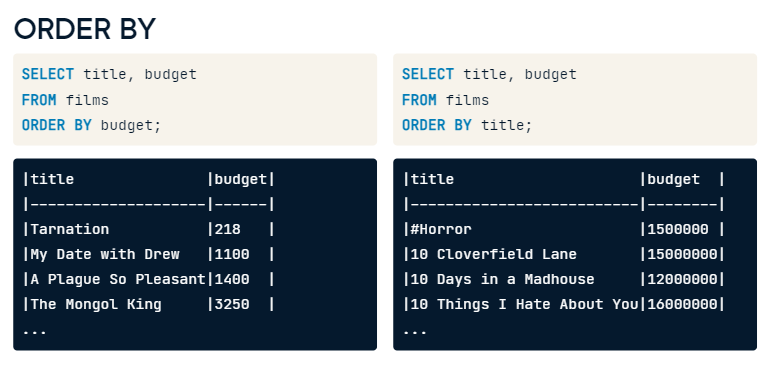 ORDER BY
SELECT title, budget
FROM films
ORDER BY budget;
|title               |budget|
|--------------------|------|
|Tarnation           |218   |
|My Date with Drew   |1100  |
|A Plague So Pleasant|1400  |
|The Mongol King     |3250  |
...
SELECT title, budget
FROM films
ORDER BY title;
|title                     |budget  |
|--------------------------|--------|
|#Horror                   |1500000 |
|10 Cloverfield Lane       |15000000|
|10 Days in a Madhouse     |12000000|
|10 Things I Hate About You|16000000|
...